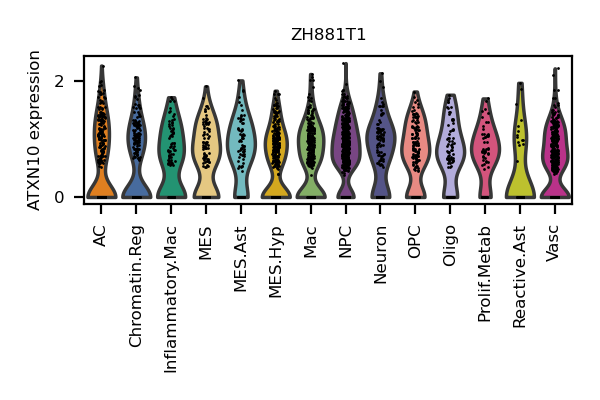 ZH881T1
ATXN10 expression
2
0
AC
Chromatin.Reg
Inflammatory.Mac
MES
MES.Ast
MES.Hyp
Mac
NPC
Neuron
OPC
Oligo
Prolif.Metab
Reactive.Ast
Vasc